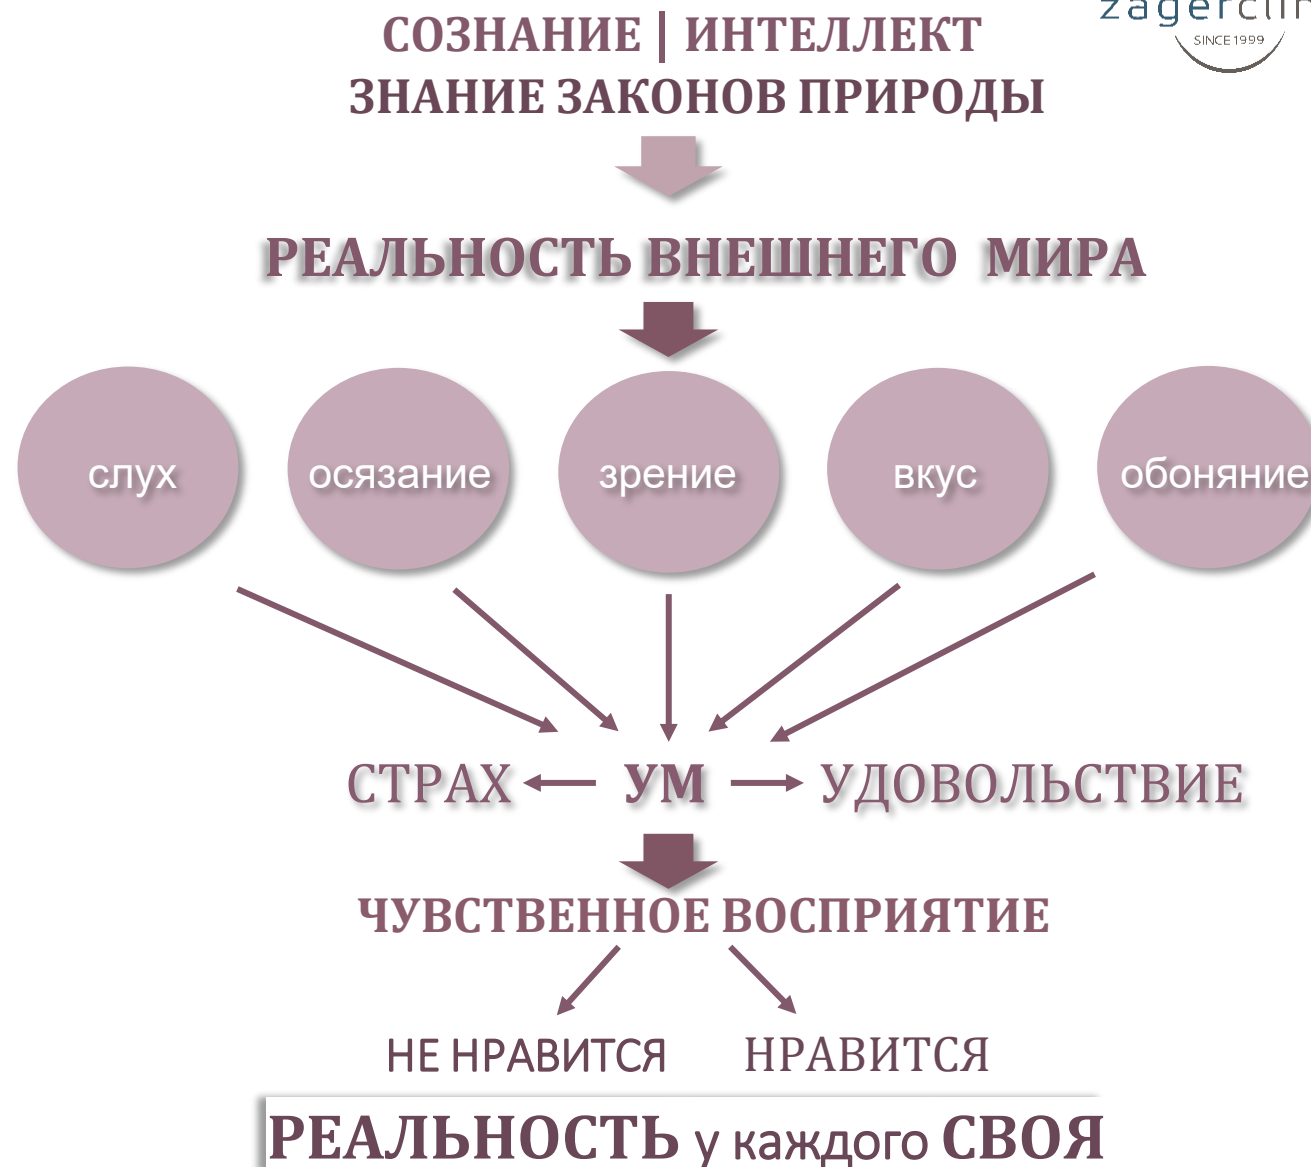 zagerclin
SINCE 1999
СОЗНАНИЕ | ИНТЕЛЛЕКТ
ЗНАНИЕ ЗАКОНОВ ПРИРОДЫ
РЕАЛЬНОСТЬ ВНЕШНЕГО МИРА
слух осязание зрение вкус обоняние
СТРАХ УМ УДОВОЛЬСТВИЕ
ЧУВСТВЕННОЕ ВОСПРИЯТИЕ
НЕ НРАВИТСЯ НРАВИТСЯ
РЕАЛЬНОСТЬ у каждого СВОЯ